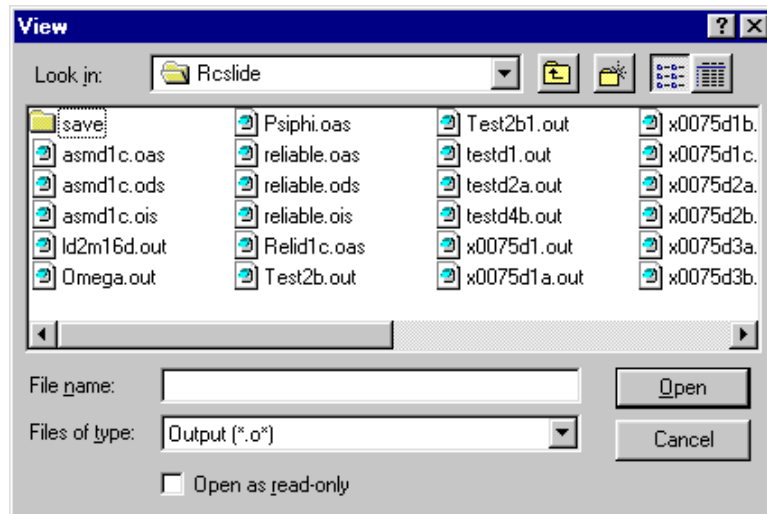 View
Look in: Rcslide
save Psiphi.oas Test2b1.out x0075d1b.
asmd1c.oas reliable.oas testd1.out x0075d1c.
asmd1c.ods reliable.ods testd2a.out x0075d2a.
asmd1c.ois reliable.ois testd4b.out x0075d2b.
ld2m16d.out Relid1c.oas x0075d1.out x0075d3a.
Omega.out Test2b.out x0075d1a.out x0075d3b.
File name: Open
Files of type: Output (*.o*) Cancel
Open as read-only